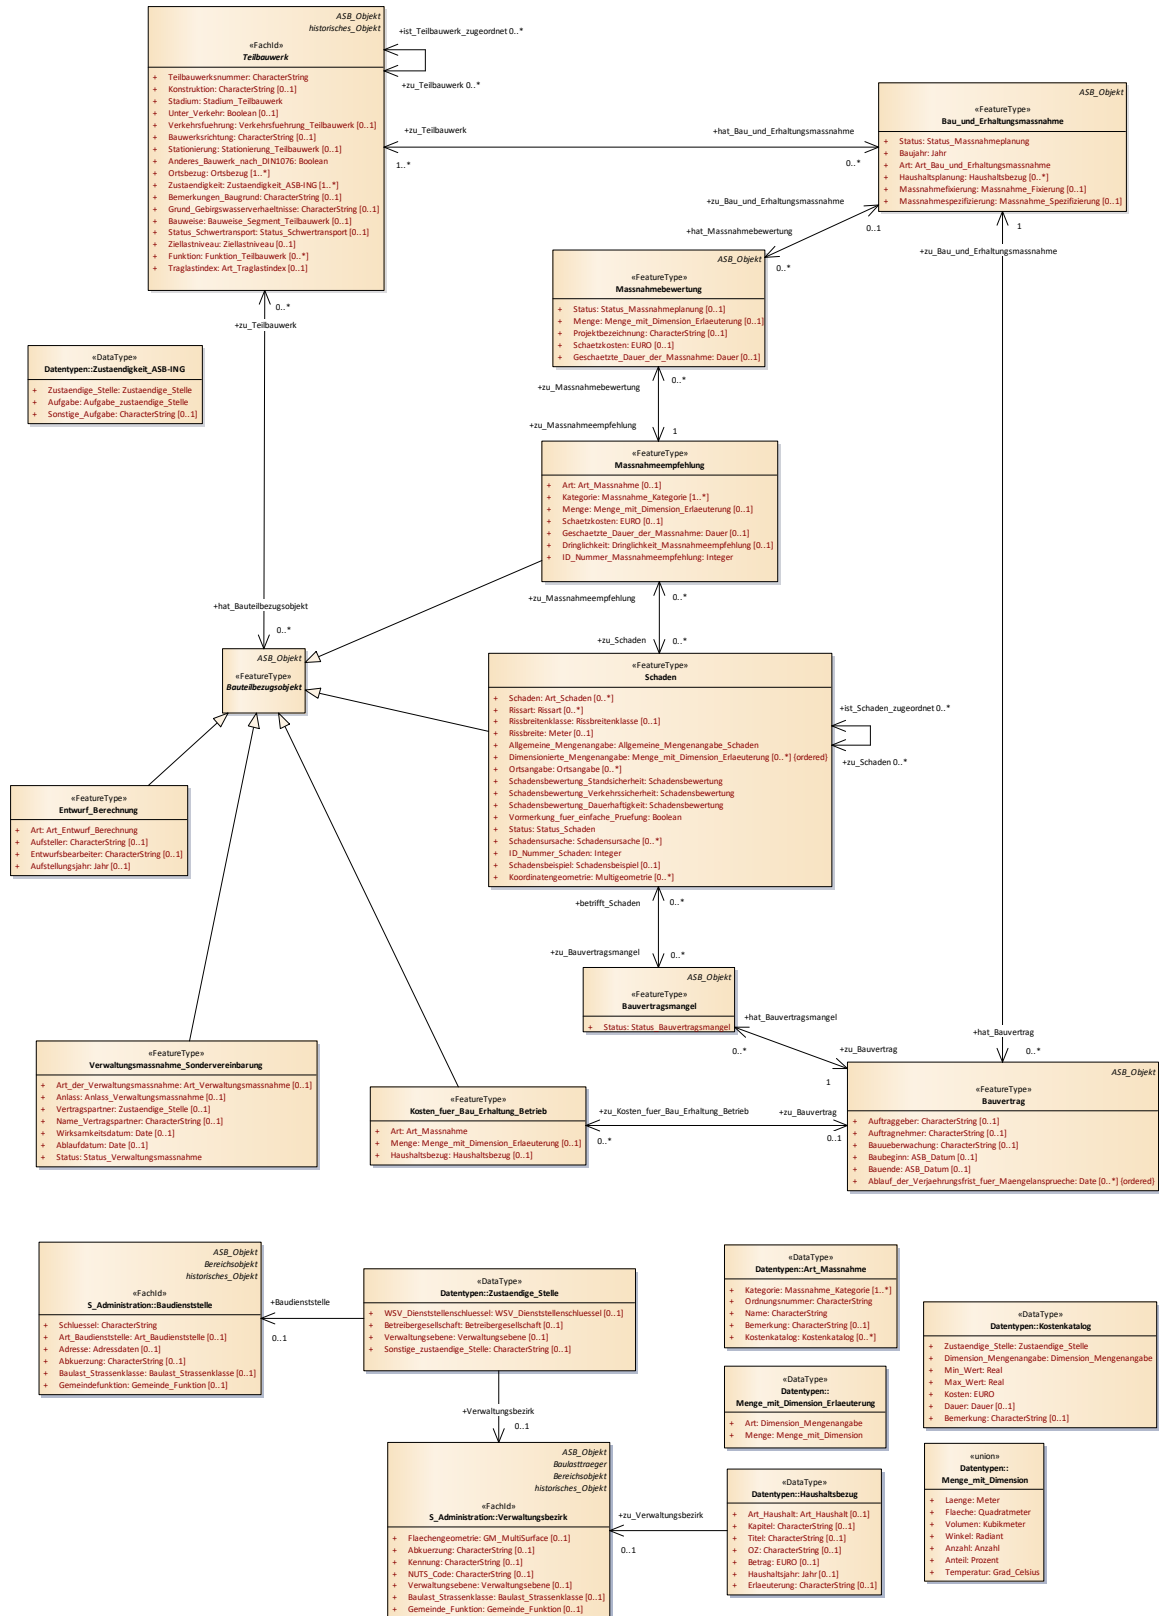 ASB_Objekt
historisches_Objekt
«FachId»
Teilbauwerk
+ Teilbauwerksnummer: CharacterString
+ Konstruktion: CharacterString [0..1]
+ Stadium: Stadium_Teilbauwerk
+ Unter_Verkehr: Boolean [0..1]
+ Verkehrsfuehrung: Verkehrsfuehrung_Teilbauwerk [0..1]
+ Bauwerksrichtung: CharacterString [0..1]
+ Stationierung: Stationierung_Teilbauwerk [0..1]
+ Anderes_Bauwerk_nach_DIN1076: Boolean
+ Ortsbezug: Ortsbezug [1..*]
+ Zustaendigkeit: Zustaendigkeit_ASB-ING [1..*]
+ Bemerkungen_Baugrund: CharacterString [0..1]
+ Grund_Gebirgswasserverhaeltnisse: CharacterString [0..1]
+ Bauweise: Bauweise_Segment_Teilbauwerk [0..1]
+ Status_Schwertransport: Status_Schwertransport [0..1]
+ Ziellastniveau: Ziellastniveau [0..1]
+ Funktion: Funktion_Teilbauwerk [0..*]
+ Traglastindex: Art_Traglastindex [0..1]
+ist_Teilbauwerk_zugeordnet 0..*
+zu_Teilbauwerk 0..*
+zu_Teilbauwerk
1..*
+hat_Bau_und_Erhaltungsmassnahme
0..*
ASB_Objekt
«FeatureType»
Bau_und_Erhaltungsmassnahme
+ Status: Status_Massnahmeplanung
+ Baujahr: Jahr
+ Art: Art_Bau_und_Erhaltungsmassnahme
+ Haushaltsplanung: Haushaltsbezug [0..*]
+ Massnahmefixierung: Massnahme_Fixierung [0..1]
+ Massnahmespezifizierung: Massnahme_Spezifizierung [0..1]
+zu_Bau_und_Erhaltungsmassnahme
0..1
+hat_Massnahmebewertung
0..*
1
+zu_Bau_und_Erhaltungsmassnahme
ASB_Objekt
«FeatureType»
Massnahmebewertung
+ Status: Status_Massnahmeplanung [0..1]
+ Menge: Menge_mit_Dimension_Erlaeuterung [0..1]
+ Projektbezeichnung: CharacterString [0..1]
+ Schaetzkosten: EURO [0..1]
+ Geschaetzte_Dauer_der_Massnahme: Dauer [0..1]
0..*
+zu_Teilbauwerk
«DataType»
Datentypen::Zustaendigkeit_ASB-ING
+ Zustaendige_Stelle: Zustaendige_Stelle
+ Aufgabe: Aufgabe_zustaendige_Stelle
+ Sonstige_Aufgabe: CharacterString [0..1]
0..*
+zu_Massnahmebewertung
+zu_Massnahmeempfehlung
1
«FeatureType»
Massnahmeempfehlung
+ Art: Art_Massnahme [0..1]
+ Kategorie: Massnahme_Kategorie [1..*]
+ Menge: Menge_mit_Dimension_Erlaeuterung [0..1]
+ Schaetzkosten: EURO [0..1]
+ Geschaetzte_Dauer_der_Massnahme: Dauer [0..1]
+ Dringlichkeit: Dringlichkeit_Massnahmeempfehlung [0..1]
+ ID_Nummer_Massnahmeempfehlung: Integer
+zu_Massnahmeempfehlung
0..*
+hat_Bauteilbezugsobjekt
0..*
+zu_Schaden
0..*
ASB_Objekt
«FeatureType»
Bauteilbezugsobjekt
«FeatureType»
Schaden
+ Schaden: Art_Schaden [0..*]
+ Rissart: Rissart [0..*]
+ Rissbreitenklasse: Rissbreitenklasse [0..1]
+ Rissbreite: Meter [0..1]
+ Allgemeine_Mengenangabe: Allgemeine_Mengenangabe_Schaden
+ Dimensionierte_Mengenangabe: Menge_mit_Dimension_Erlaeuterung [0..*] {ordered}
+ Ortsangabe: Ortsangabe [0..*]
+ Schadensbewertung_Standsicherheit: Schadensbewertung
+ Schadensbewertung_Verkehrssicherheit: Schadensbewertung
+ Schadensbewertung_Dauerhaftigkeit: Schadensbewertung
+ Vormerkung_fuer_einfache_Pruefung: Boolean
+ Status: Status_Schaden
+ Schadensursache: Schadensursache [0..*]
+ ID_Nummer_Schaden: Integer
+ Schadensbeispiel: Schadensbeispiel [0..1]
+ Koordinatengeometrie: Multigeometrie [0..*]
+ist_Schaden_zugeordnet 0..*
+zu_Schaden 0..*
«FeatureType»
Entwurf_Berechnung
+ Art: Art_Entwurf_Berechnung
+ Aufsteller: CharacterString [0..1]
+ Entwurfsbearbeiter: CharacterString [0..1]
+ Aufstellungsjahr: Jahr [0..1]
+betrifft_Schaden
0..*
+zu_Bauvertragsmangel
0..*
ASB_Objekt
«FeatureType»
Bauvertragsmangel
+ Status: Status_Bauvertragsmangel
+hat_Bauvertragsmangel
0..*
+zu_Bauvertrag
1
+hat_Bauvertrag
0..*
«FeatureType»
Verwaltungsmassnahme_Sondervereinbarung
+ Art_der_Verwaltungsmassnahme: Art_Verwaltungsmassnahme [0..1]
+ Anlass: Anlass_Verwaltungsmassnahme [0..1]
+ Vertragspartner: Zustaendige_Stelle [0..1]
+ Name_Vertragspartner: CharacterString [0..1]
+ Wirksamkeitsdatum: Date [0..1]
+ Ablaufdatum: Date [0..1]
+ Status: Status_Verwaltungsmassnahme
«FeatureType»
Kosten_fuer_Bau_Erhaltung_Betrieb
+ Art: Art_Massnahme
+ Menge: Menge_mit_Dimension_Erlaeuterung [0..1]
+ Haushaltsbezug: Haushaltsbezug [0..1]
+zu_Kosten_fuer_Bau_Erhaltung_Betrieb
0..*
+zu_Bauvertrag
0..1
ASB_Objekt
«FeatureType»
Bauvertrag
+ Auftraggeber: CharacterString [0..1]
+ Auftragnehmer: CharacterString [0..1]
+ Bauueberwachung: CharacterString [0..1]
+ Baubeginn: ASB_Datum [0..1]
+ Bauende: ASB_Datum [0..1]
+ Ablauf_der_Verjaehrungsfrist_fuer_Maengelansprueche: Date [0..*] {ordered}
ASB_Objekt
Bereichsobjekt
historisches_Objekt
«FachId»
S_Administration::Baudienststelle
+ Schluessel: CharacterString
+ Art_Baudienststelle: Art_Baudienststelle [0..1]
+ Adresse: Adressdaten [0..1]
+ Abkuerzung: CharacterString [0..1]
+ Baulast_Strassenklasse: Baulast_Strassenklasse [0..1]
+ Gemeindefunktion: Gemeinde_Funktion [0..1]
+Baudienststelle
0..1
«DataType»
Datentypen::Zustaendige_Stelle
+ WSV_Dienststellenschluessel: WSV_Dienststellenschluessel [0..1]
+ Betreibergesellschaft: Betreibergesellschaft [0..1]
+ Verwaltungsebene: Verwaltungsebene [0..1]
+ Sonstige_zustaendige_Stelle: CharacterString [0..1]
+Verwaltungsbezirk
0..1
«DataType»
Datentypen::Art_Massnahme
+ Kategorie: Massnahme_Kategorie [1..*]
+ Ordnungsnummer: CharacterString
+ Name: CharacterString
+ Bemerkung: CharacterString [0..1]
+ Kostenkatalog: Kostenkatalog [0..*]
«DataType»
Datentypen::Kostenkatalog
+ Zustaendige_Stelle: Zustaendige_Stelle
+ Dimension_Mengenangabe: Dimension_Mengenangabe
+ Min_Wert: Real
+ Max_Wert: Real
+ Kosten: EURO
+ Dauer: Dauer [0..1]
+ Bemerkung: CharacterString [0..1]
«DataType»
Datentypen::
Menge_mit_Dimension_Erlaeuterung
+ Art: Dimension_Mengenangabe
+ Menge: Menge_mit_Dimension
ASB_Objekt
Baulasttraeger
Bereichsobjekt
historisches_Objekt
«FachId»
S_Administration::Verwaltungsbezirk
+ Flaechengeometrie: GM_MultiSurface [0..1]
+ Abkuerzung: CharacterString [0..1]
+ Kennung: CharacterString [0..1]
+ NUTS_Code: CharacterString [0..1]
+ Verwaltungsebene: Verwaltungsebene [0..1]
+ Baulast_Strassenklasse: Baulast_Strassenklasse [0..1]
+ Gemeinde_Funktion: Gemeinde_Funktion [0..1]
+zu_Verwaltungsbezirk
0..1
«DataType»
Datentypen::Haushaltsbezug
+ Art_Haushalt: Art_Haushalt [0..1]
+ Kapitel: CharacterString [0..1]
+ Titel: CharacterString [0..1]
+ OZ: CharacterString [0..1]
+ Betrag: EURO [0..1]
+ Haushaltsjahr: Jahr [0..1]
+ Erlaeuterung: CharacterString [0..1]
«union»
Datentypen::
Menge_mit_Dimension
+ Laenge: Meter
+ Flaeche: Quadratmeter
+ Volumen: Kubikmeter
+ Winkel: Radiant
+ Anzahl: Anzahl
+ Anteil: Prozent
+ Temperatur: Grad_Celsius